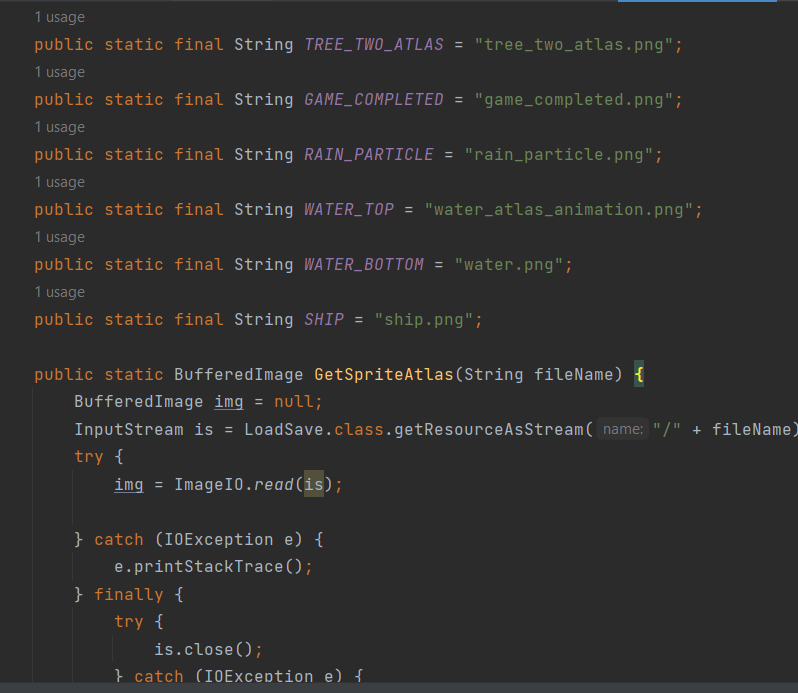 1 usage
public static final String TREE_TWO_ATLAS = "tree_two_atlas.png";
1 usage
public static final String GAME_COMPLETED = "game_completed.png";
1 usage
public static final String RAIN_PARTICLE = "rain_particle.png";
1 usage
public static final String WATER_TOP = "water_atlas_animation.png";
1 usage
public static final String WATER_BOTTOM = "water.png";
1 usage
public static final String SHIP = "ship.png";
public static BufferedImage GetSpriteAtlas(String fileName) {
BufferedImage img = null;
InputStream is = LoadSave.class.getResourceAsStream( name: "/" + fileName)
try {
img = ImageIO.read(is);
} catch (IOException e) {
e.printStackTrace();
} finally {
try {
is.close();
} catch (IOException e) {